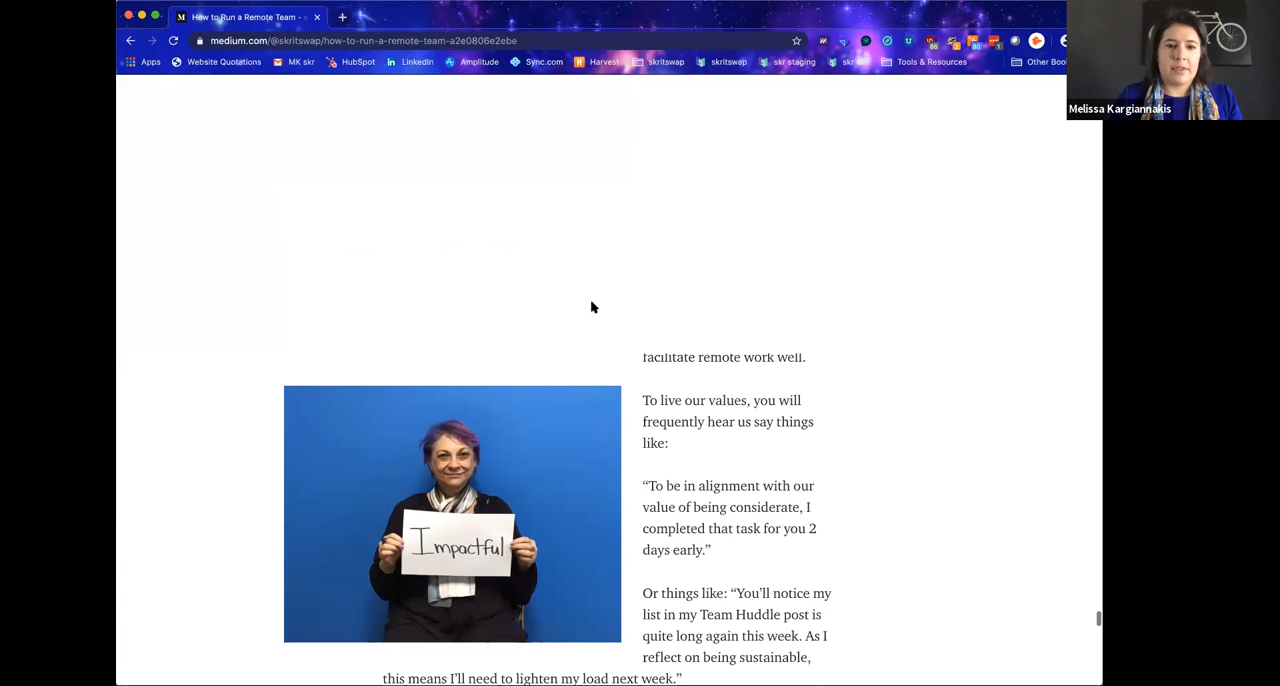 How to Run a Remote Team -
medium.com/@skritswap/how-to-run-a-remote-team-a2e0806e2ebe
Apps
Website Quotations
MK skr
HubSpot
LinkedIn
Amplitude
Sync.com
Harvest
skritswap
skritswap
skr staging
Tools & Resources
Other Boo
Melissa Kargiannakis
facilitate remote work well.
To live our values, you will
frequently hear us say things
like:
“To be in alignment with our
value of being considerate, I
completed that task for you 2
days early.”
Impactful
Or things like: “You’ll notice my
list in my Team Huddle post is
quite long again this week. As I
reflect on being sustainable,
this means I’ll need to lighten my load next week.”